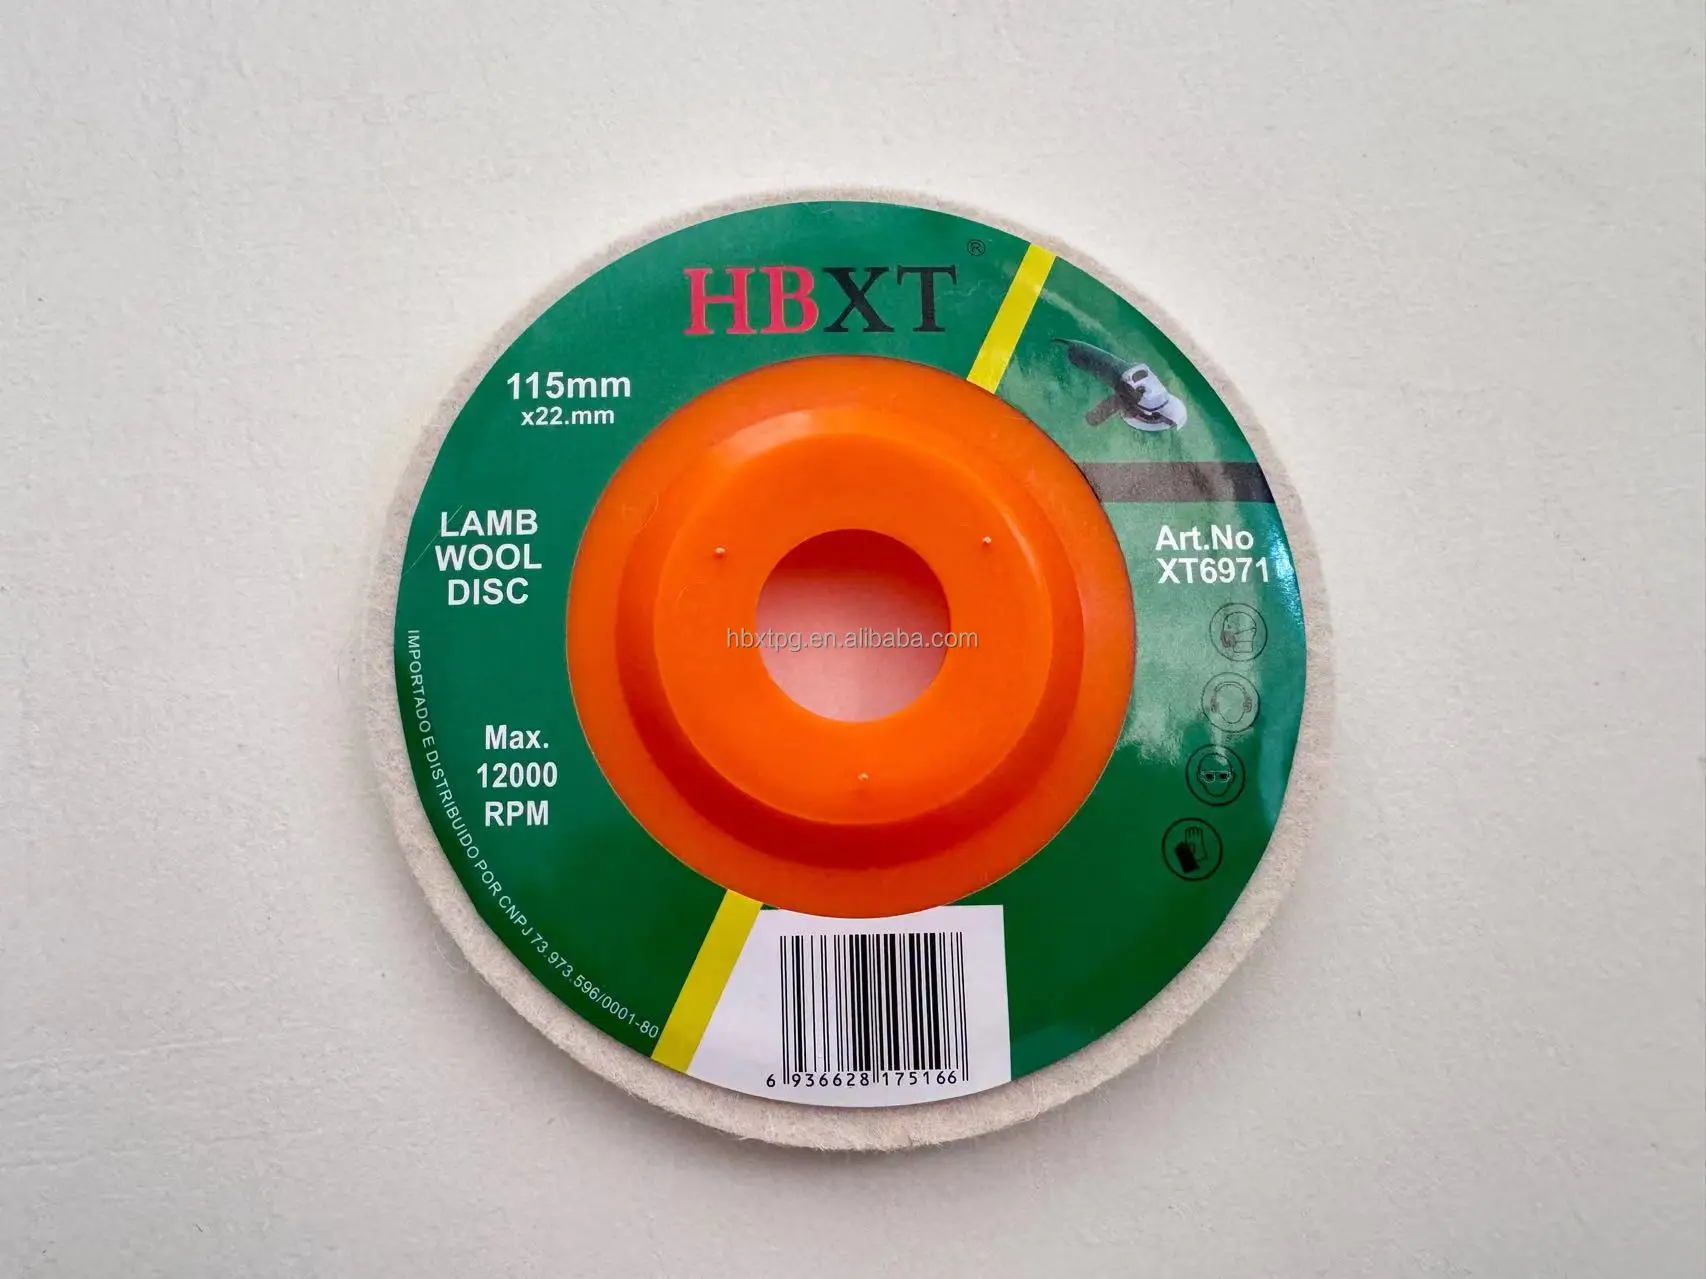 HBXT
®
115mm
x22.mm
LAMB
WOOL
DISC
Art.No
XT6971
hbxtpg.en.alibaba.com
Max.
12000
RPM
IMPORTADO E DISTRIBUIDO POR CNPJ 73.973.596/0001-80
6 936628 175166